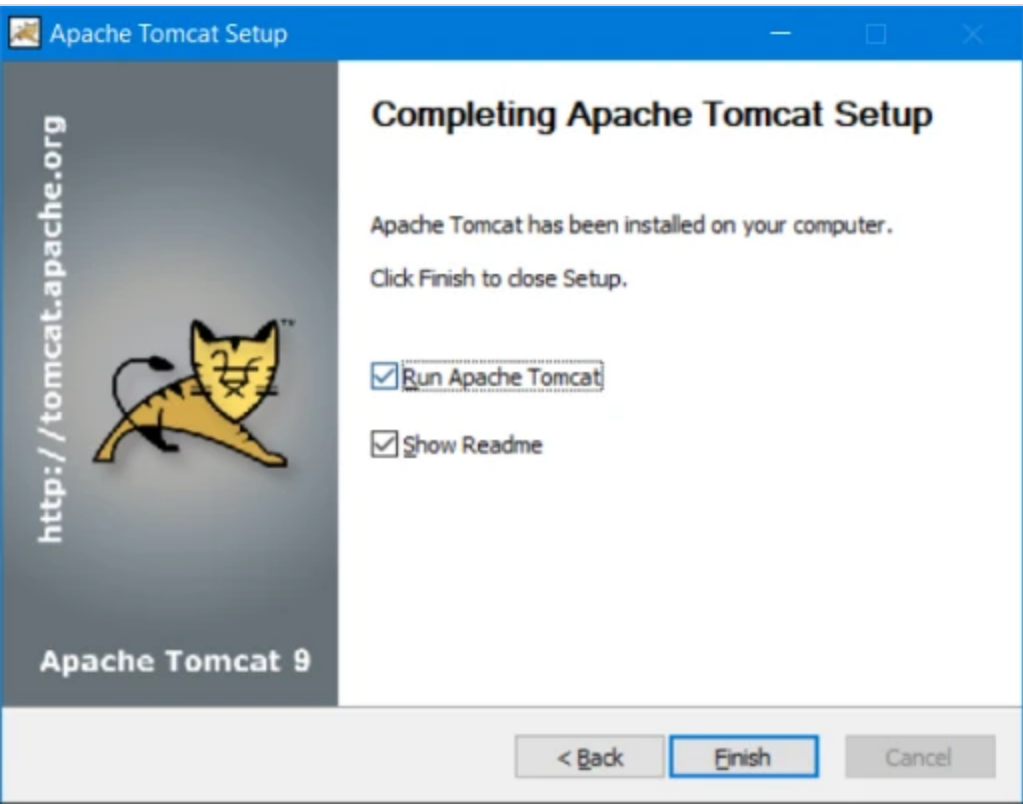 Apache Tomcat Setup
http://tomcat.apache.org
Apache Tomcat 9
Completing Apache Tomcat Setup
Apache Tomcat has been installed on your computer.
Click Finish to close Setup.
Run Apache Tomcat
Show Readme
< Back
Finish
Cancel
TM